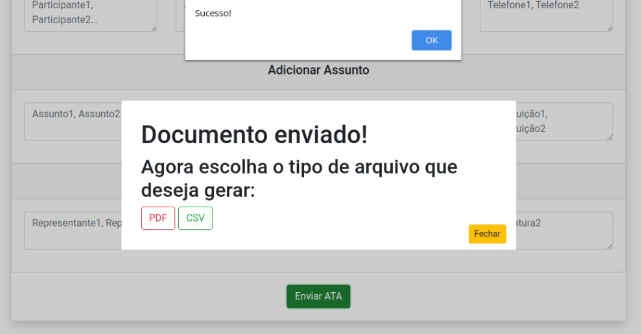 Participante1,
Participante2...
Telefone1, Telefone2
Sucesso!
OK
Adicionar Assunto
Assunto1, Assunto2
uição1,
uição2
Documento enviado!
Agora escolha o tipo de arquivo que
deseja gerar:
PDF CSV
Fechar
Representante1, Rep
tura2
Enviar ATA